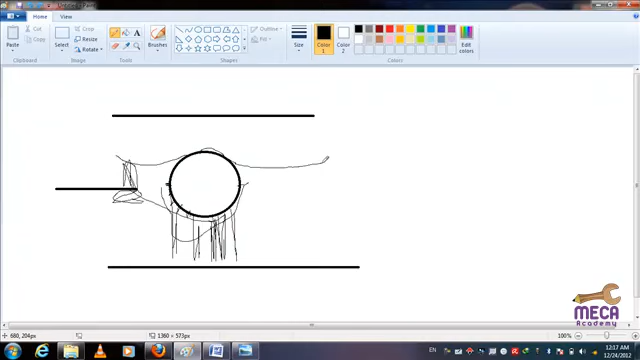 Home
View
Paste
Cut
Copy
Clipboard
Select
Crop
Resize
Rotate
Image
Tools
Brushes
Shapes
Outline
Fill
Size
Color
1
Color
2
Colors
Edit
colors
MECA
Academy
680, 204px
1360 × 573px
100%
EN
12:17 AM
12/24/2012